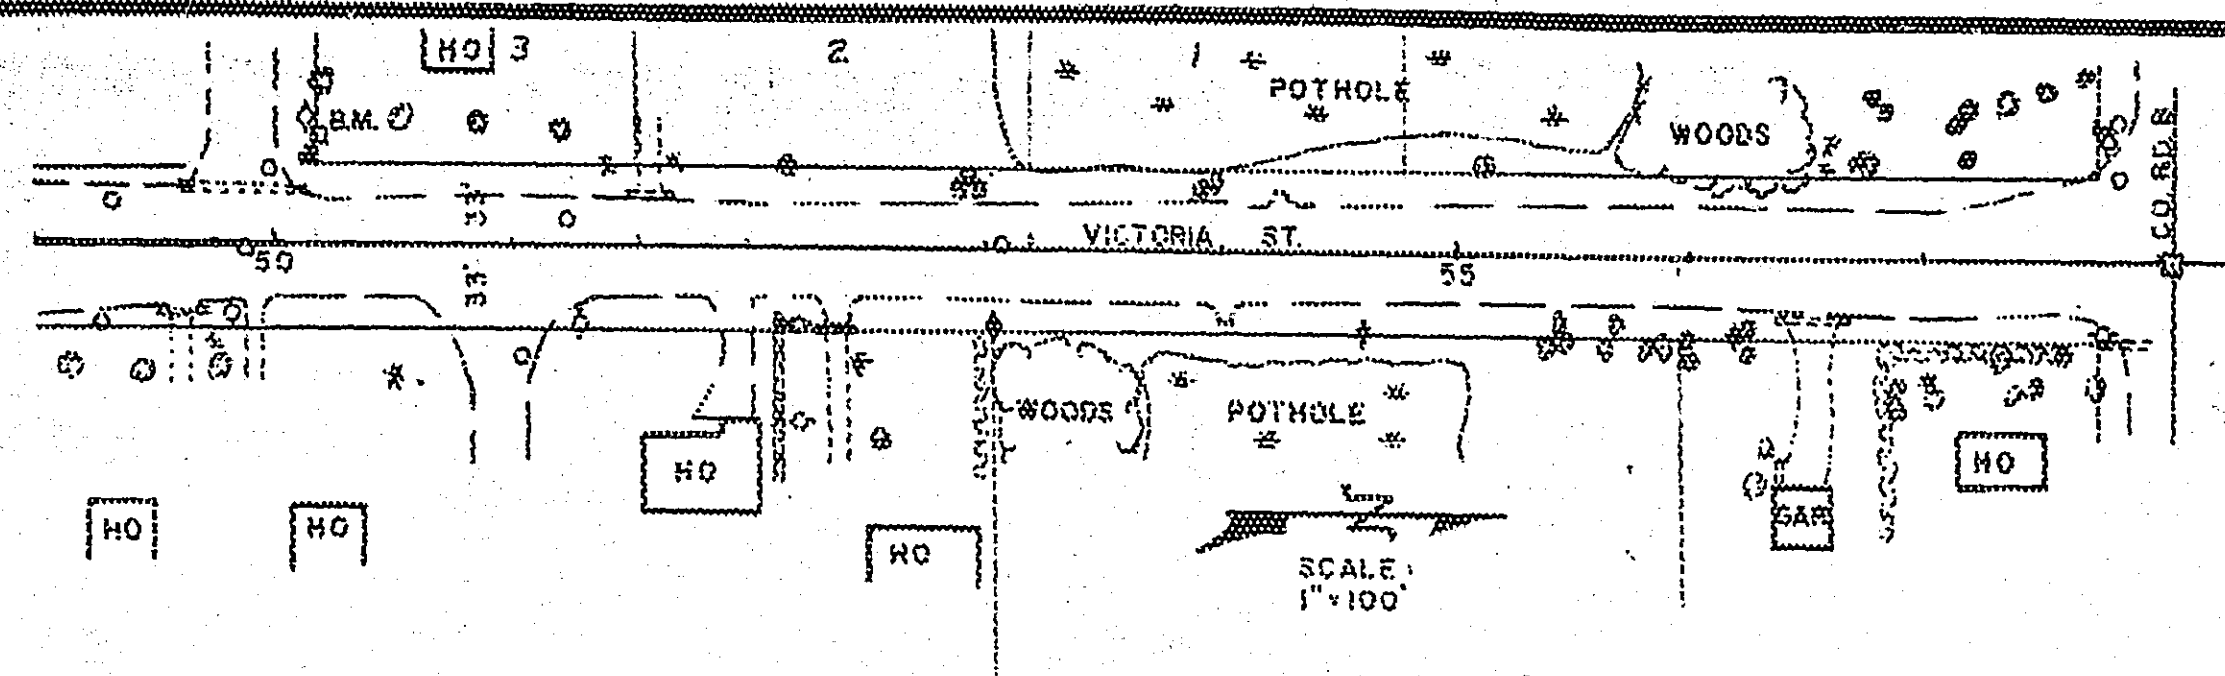 HO 3 2 1
POTHOLE
B.M.
WOODS
33'
VICTORIA ST.
CO. RD. B
50
55
33'
WOODS
POTHOLE
HO
HO
HO
HO
HO
GAR
SCALE
1"=100'